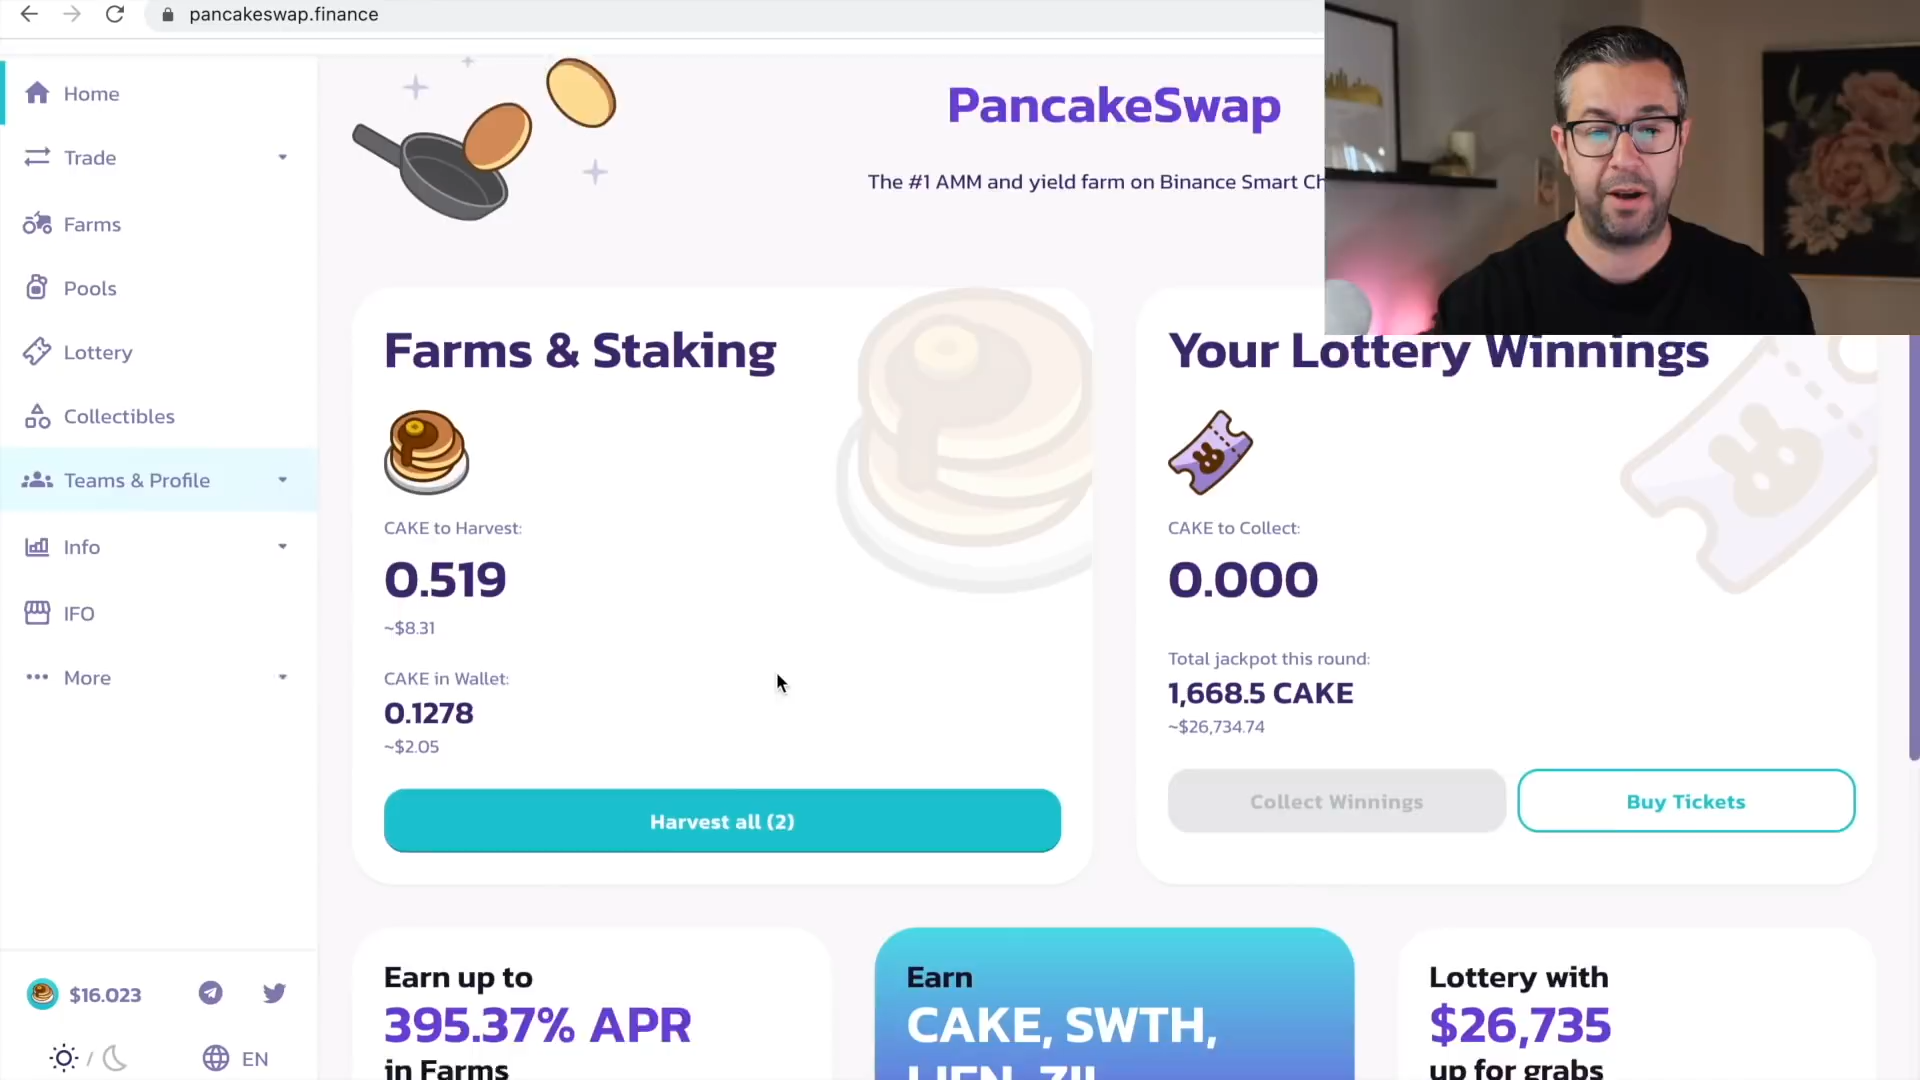 pancakeswap.finance
Home
Trade
Farms
Pools
Lottery
Collectibles
Teams & Profile
Info
IFO
More
$16.023
/
EN
PancakeSwap
The #1 AMM and yield farm on Binance Smart Ch
Farms & Staking
CAKE to Harvest:
0.519
~$8.31
CAKE in Wallet:
0.1278
~$2.05
Harvest all (2)
Your Lottery Winnings
CAKE to Collect:
0.000
Total jackpot this round:
1,668.5 CAKE
~$26,734.74
Collect Winnings
Buy Tickets
Earn up to
395.37% APR
in Farms
Earn
CAKE, SWTH,
Lottery with
$26,735
up for grabs